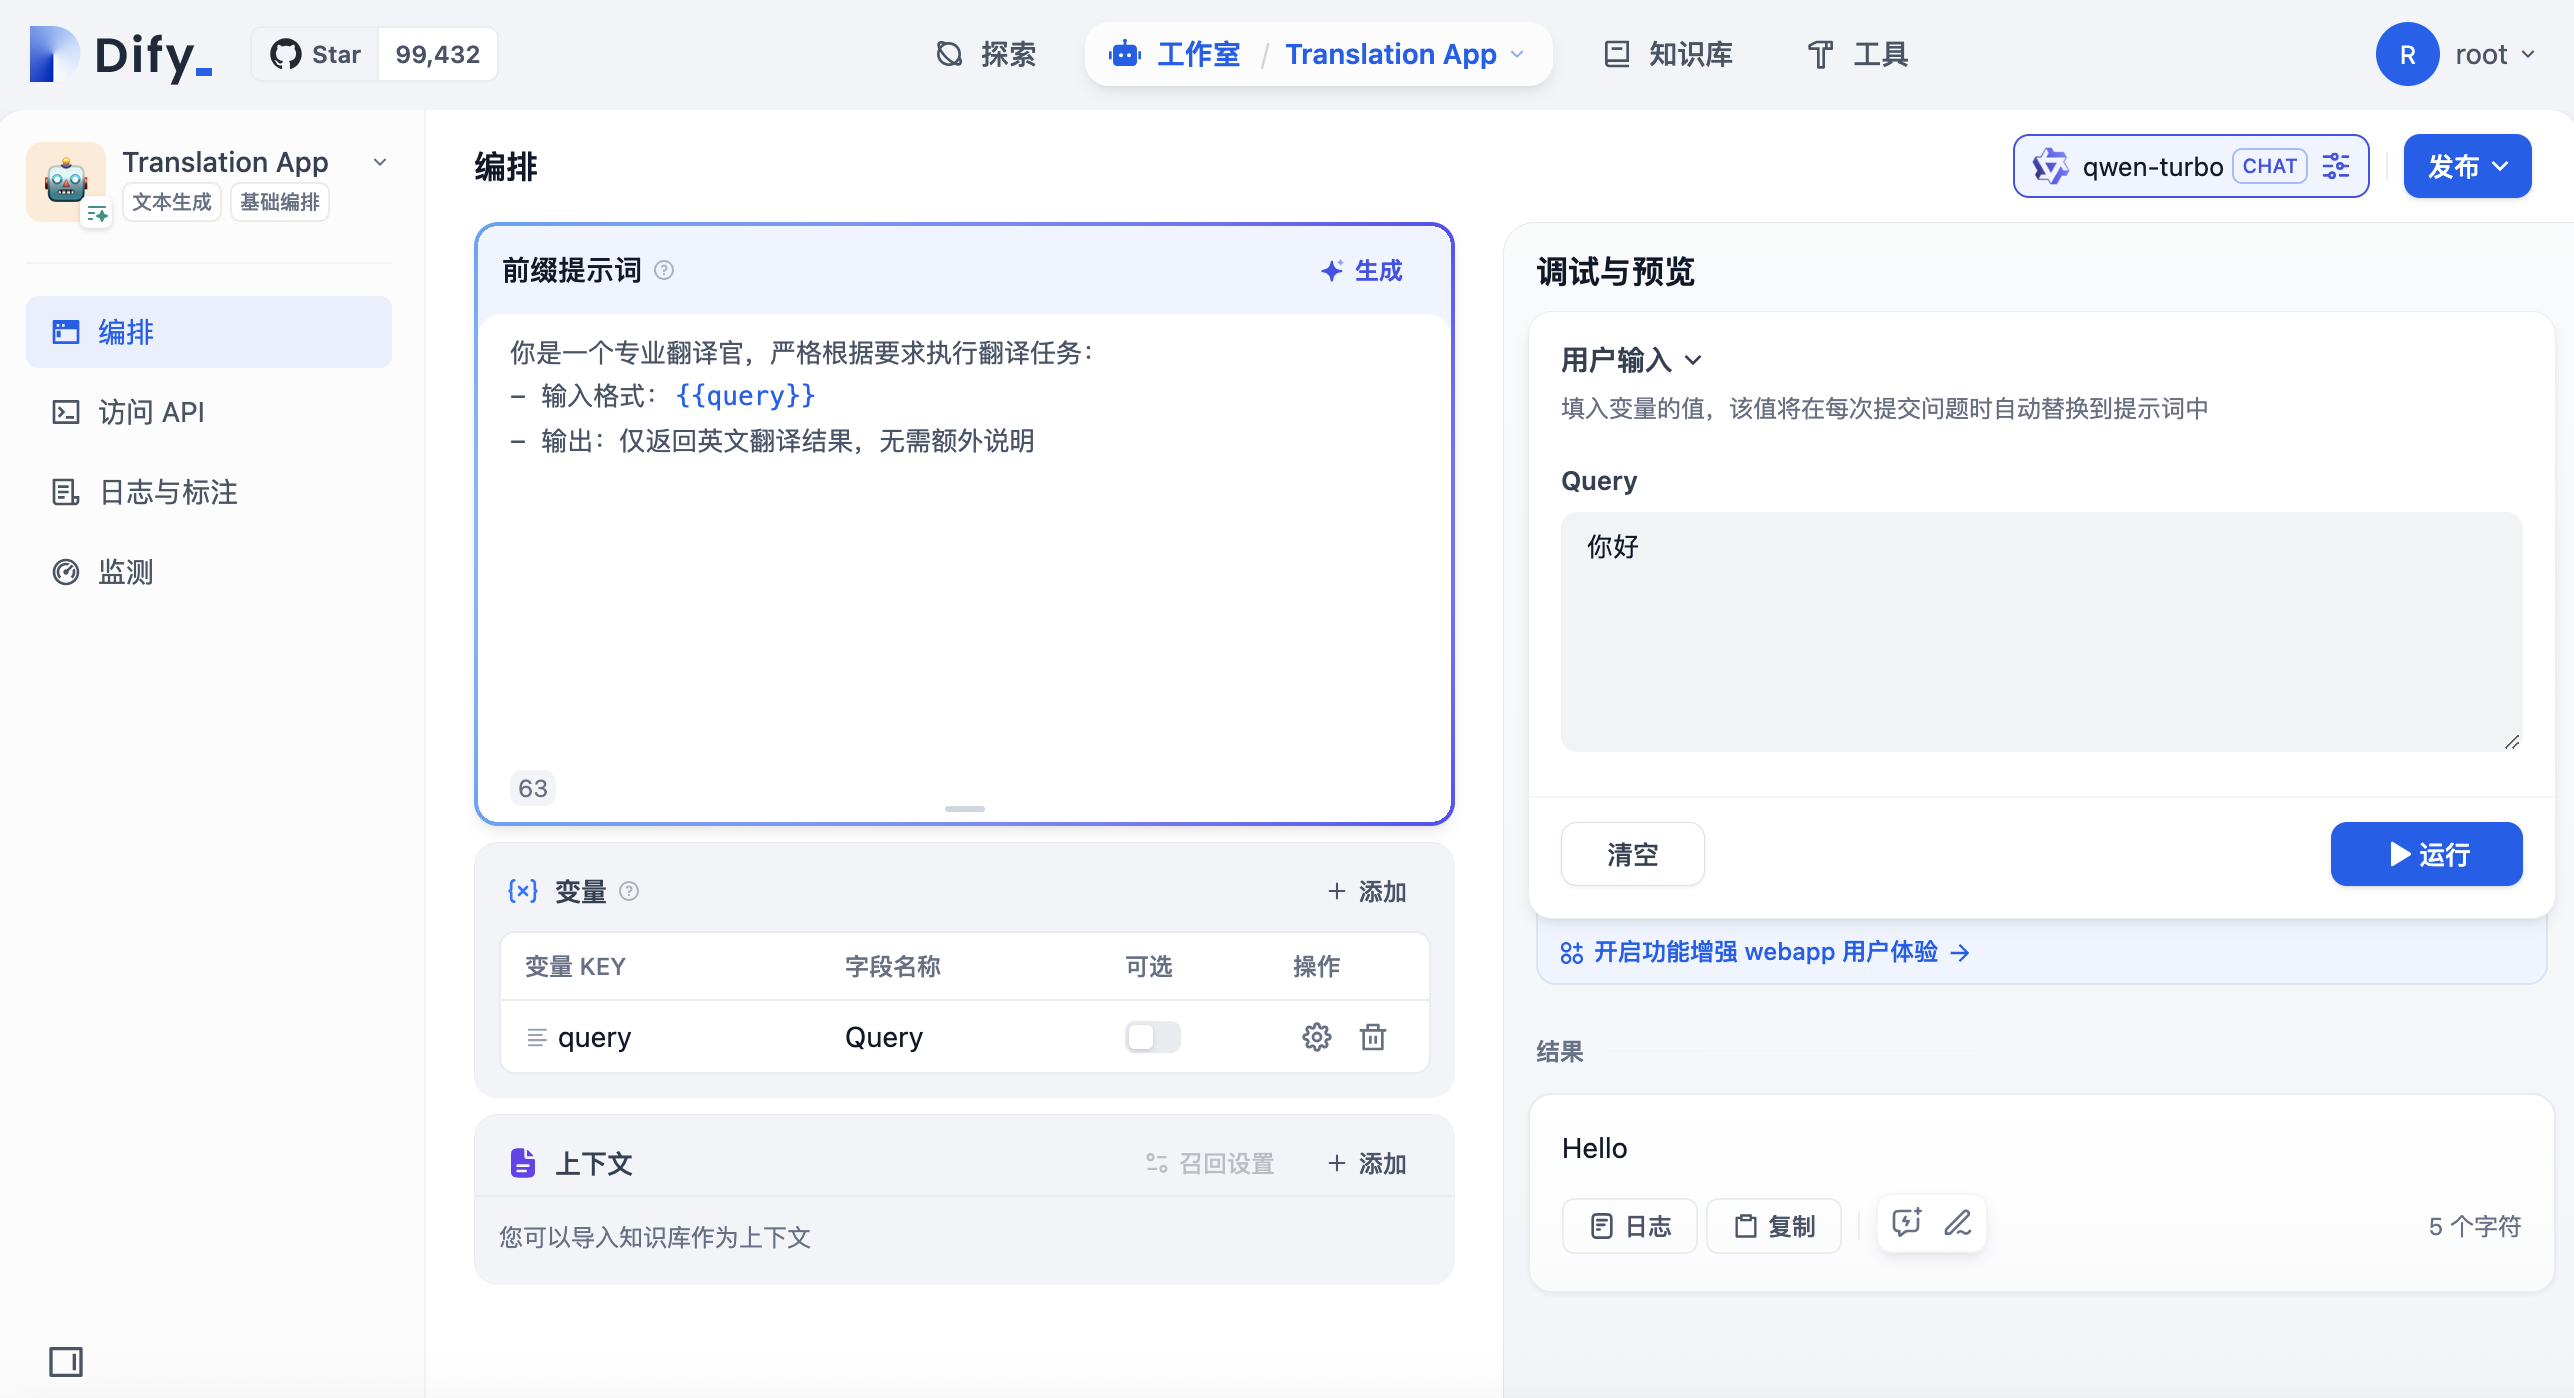 Dify_
Star 99,432
探索
工作室 / Translation App
知识库
工具
R root
Translation App
文本生成 基础编排
编排
访问 API
日志与标注
监测
编排
qwen-turbo CHAT
发布
前缀提示词
生成
你是一个专业翻译官，严格根据要求执行翻译任务：
- 输入格式：{{query}}
- 输出：仅返回英文翻译结果，无需额外说明
63
{x} 变量
+ 添加
变量 KEY 字段名称 可选 操作
query Query
上下文
召回设置 + 添加
您可以导入知识库作为上下文
调试与预览
用户输入
填入变量的值，该值将在每次提交问题时自动替换到提示词中
Query
你好
清空 运行
开启功能增强 webapp 用户体验 →
结果
Hello
日志 复制 5 个字符